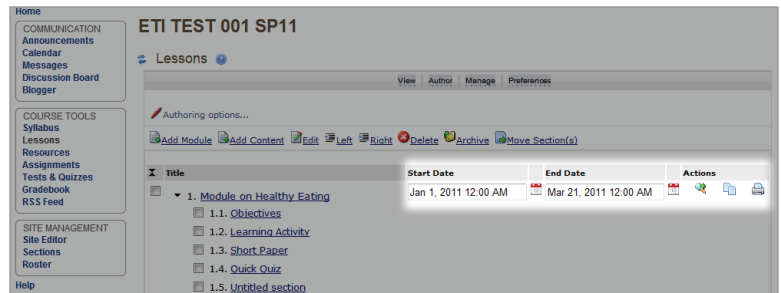 Home
COMMUNICATION
Announcements
Calendar
Messages
Discussion Board
Blogger
COURSE TOOLS
Syllabus
Lessons
Resources
Assignments
Tests & Quizzes
Gradebook
RSS Feed
SITE MANAGEMENT
Site Editor
Sections
Roster
Help
ETI TEST 001 SP11
Lessons
View Author Manage Preferences
Authoring options...
Add Module Add Content Edit Left Right Delete Archive Move Section(s)
Title Start Date End Date Actions
1. Module on Healthy Eating Jan 1, 2011 12:00 AM Mar 21, 2011 12:00 AM
1.1. Objectives
1.2. Learning Activity
1.3. Short Paper
1.4. Quick Quiz
1.5. Untitled section